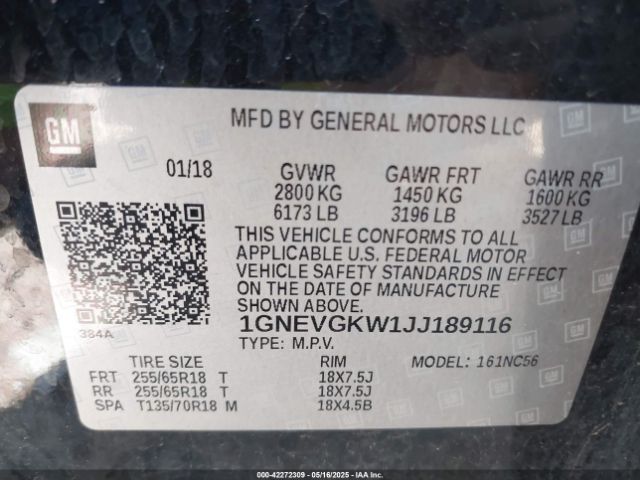 GM
MFD BY GENERAL MOTORS LLC
01/18
GVWR GAWR FRT GAWR RR
2800 KG 1450 KG 1600 KG
6173 LB 3196 LB 3527 LB
THIS VEHICLE CONFORMS TO ALL
APPLICABLE U.S. FEDERAL MOTOR
VEHICLE SAFETY STANDARDS IN EFFECT
ON THE DATE OF MANUFACTURE
SHOWN ABOVE.
384A
1GNEVGKW1JJ189116
TYPE: M.P.V.
MODEL: 161NC56
TIRE SIZE RIM
FRT 255/65R18 T 18X7.5J
RR 255/65R18 T 18X7.5J
SPA T135/70R18 M 18X4.5B
000-42272309 - 05/16/2025 - IAAI.COM